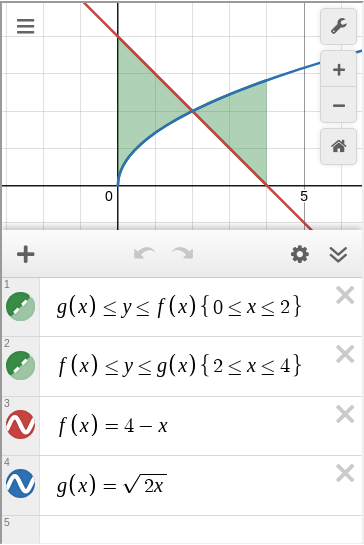 0
5
1
g(x) ≤ y ≤ f(x) {0 ≤ x ≤ 2}
2
f(x) ≤ y ≤ g(x) {2 ≤ x ≤ 4}
3
f(x) = 4 − x
4
g(x) = √2x
5